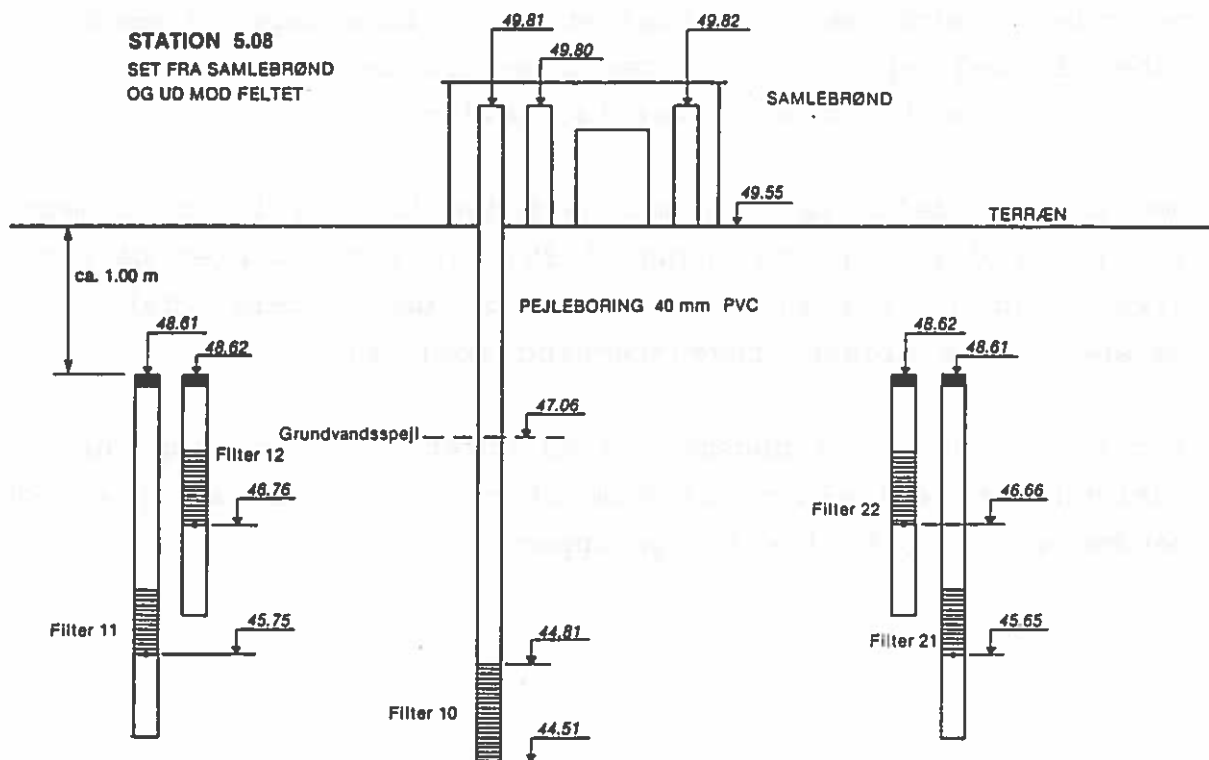 STATION 5.08
SET FRA SAMLEBRØND
OG UD MOD FELTET
49.81
49.80
49.82
SAMLEBRØND
49.55
TERRÆN
ca. 1.00 m
PEJLEBORING 40 mm PVC
48.61
48.62
48.62
48.61
47.06
Grundvandsspejl
Filter 12
46.76
Filter 22
46.66
Filter 11
45.75
44.81
Filter 21
45.65
Filter 10
44.51